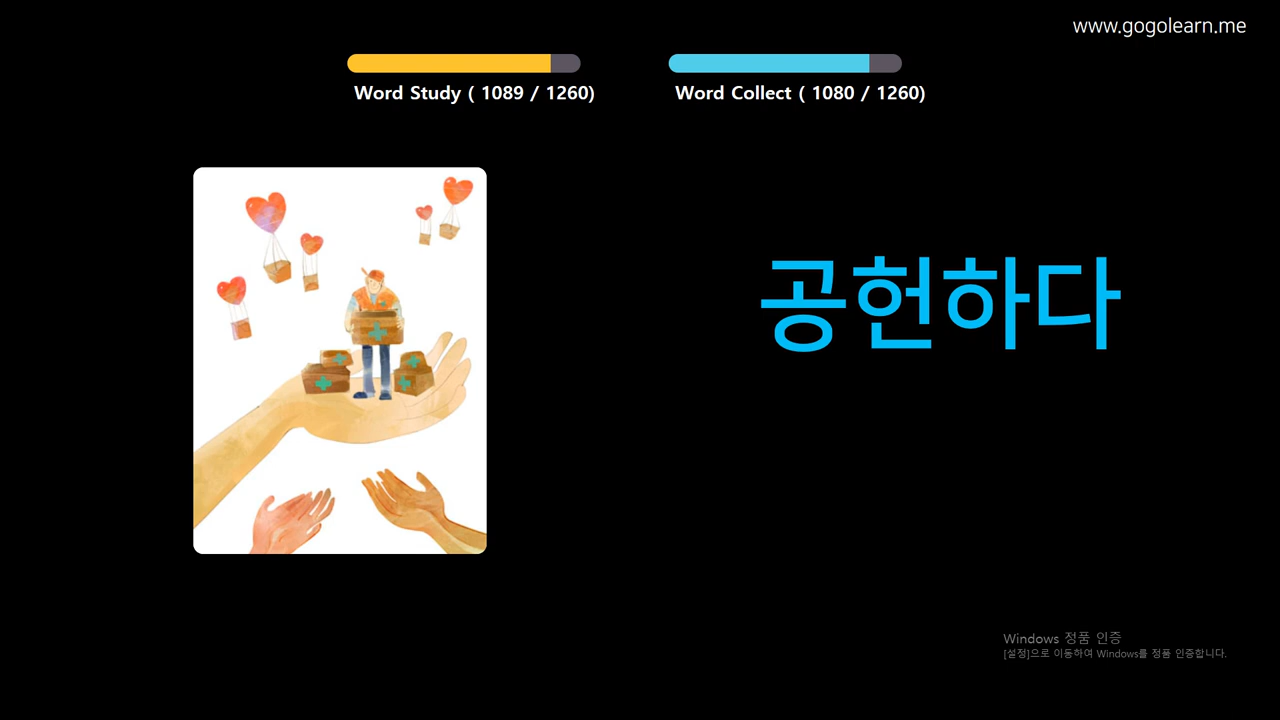 www.gogolearn.me
Word Study ( 1089 / 1260)
Word Collect ( 1080 / 1260)
공헌하다
Windows 정품 인증
[설정]으로 이동하여 Windows를 정품 인증합니다.